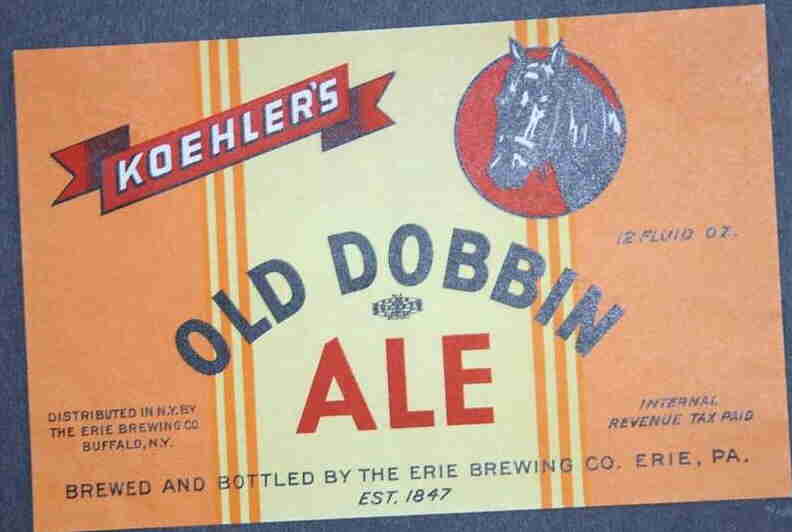 KOEHLER'S
12 FLUID OZ.
OLD DOBBIN
ALE
DISTRIBUTED IN N.Y. BY
THE ERIE BREWING CO
BUFFALO, N.Y.
INTERNAL
REVENUE TAX PAID
BREWED AND BOTTLED BY THE ERIE BREWING CO. ERIE, PA.
EST. 1847